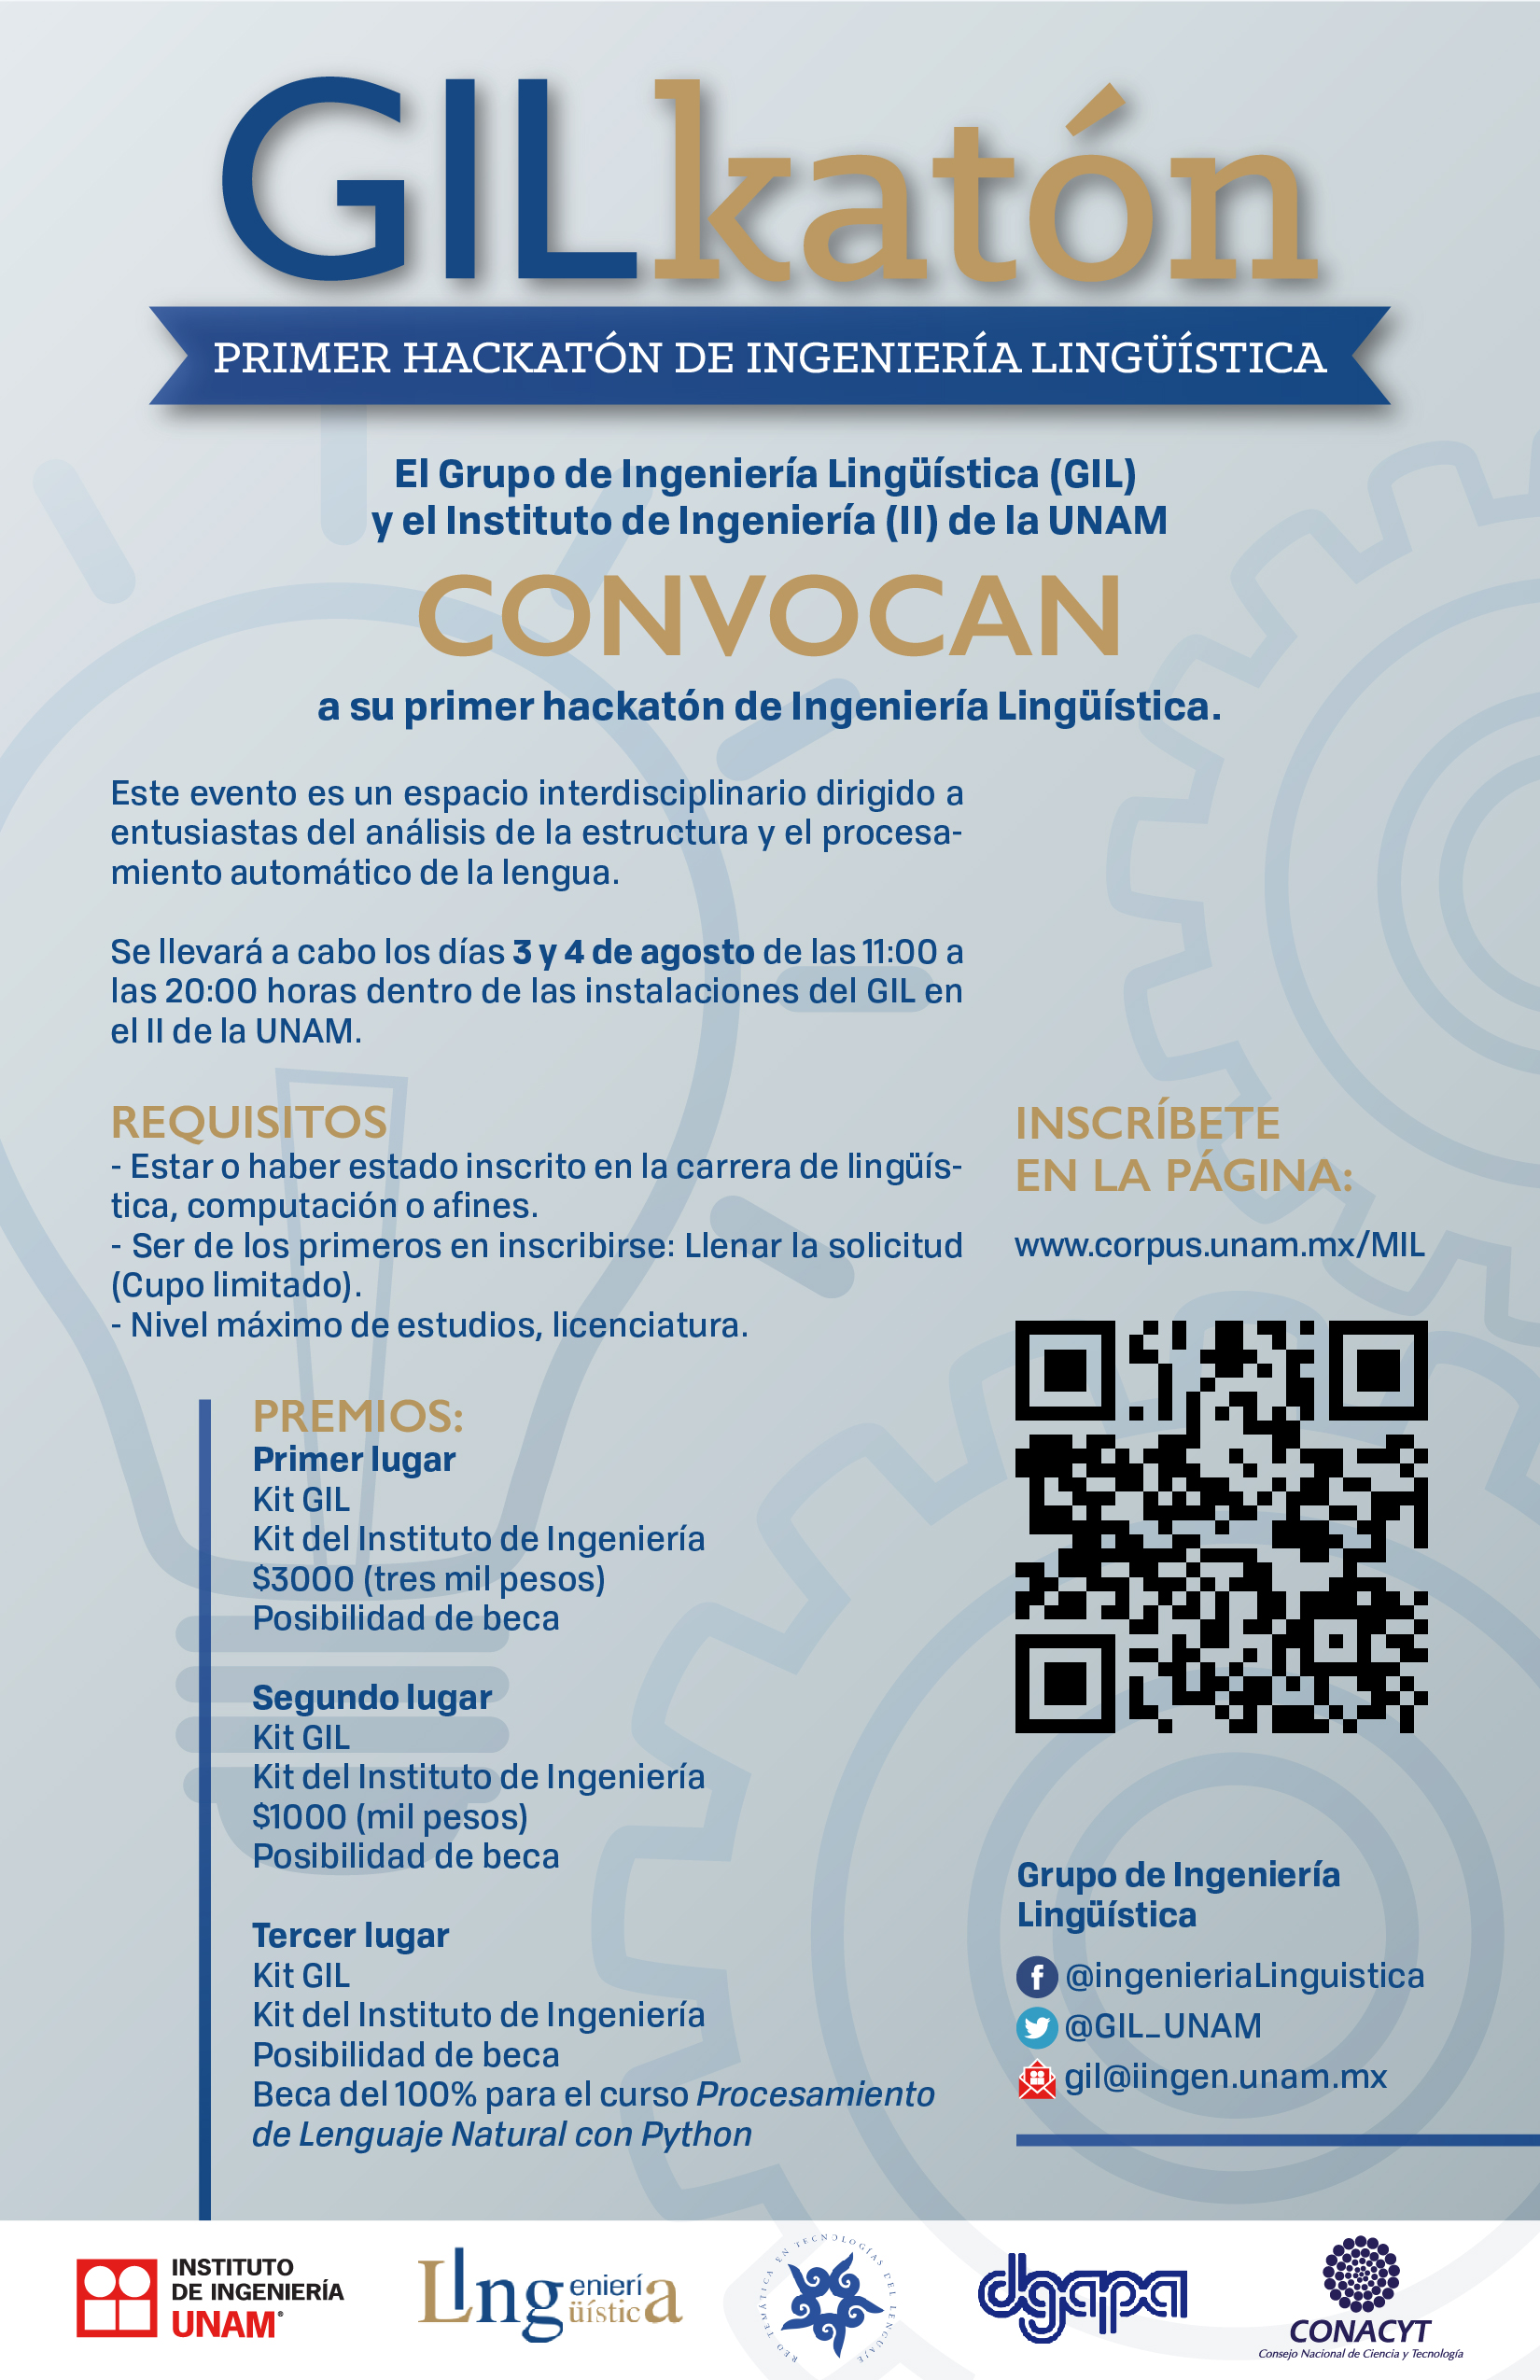 GILkatón
PRIMER HACKATÓN DE INGENIERÍA LINGÜÍSTICA
El Grupo de Ingeniería Lingüística (GIL)
y el Instituto de Ingeniería (II) de la UNAM
CONVOCAN
a su primer hackatón de Ingeniería Lingüística.
Este evento es un espacio interdisciplinario dirigido a
entusiastas del análisis de la estructura y el procesa-
miento automático de la lengua.
Se llevará a cabo los días 3 y 4 de agosto de las 11:00 a
las 20:00 horas dentro de las instalaciones del GIL en
el II de la UNAM.
REQUISITOS
- Estar o haber estado inscrito en la carrera de lingüís-
tica, computación o afines.
- Ser de los primeros en inscribirse: Llenar la solicitud
(Cupo limitado).
- Nivel máximo de estudios, licenciatura.
PREMIOS:
Primer lugar
Kit GIL
Kit del Instituto de Ingeniería
$3000 (tres mil pesos)
Posibilidad de beca
Segundo lugar
Kit GIL
Kit del Instituto de Ingeniería
$1000 (mil pesos)
Posibilidad de beca
Tercer lugar
Kit GIL
Kit del Instituto de Ingeniería
Posibilidad de beca
Beca del 100% para el curso Procesamiento
de Lenguaje Natural con Python
INSCRÍBETE
EN LA PÁGINA:
www.corpus.unam.mx/MIL
Grupo de Ingeniería
Lingüística
@ingenieriaLinguistica
@GIL_UNAM
gil@iingen.unam.mx
INSTITUTO
DE INGENIERÍA
UNAM®
LIngeniería
üística
RED TEMÁTICA EN TECNOLOGÍAS DEL LENGUAJE
dgapa
CONACYT
Consejo Nacional de Ciencia y Tecnología